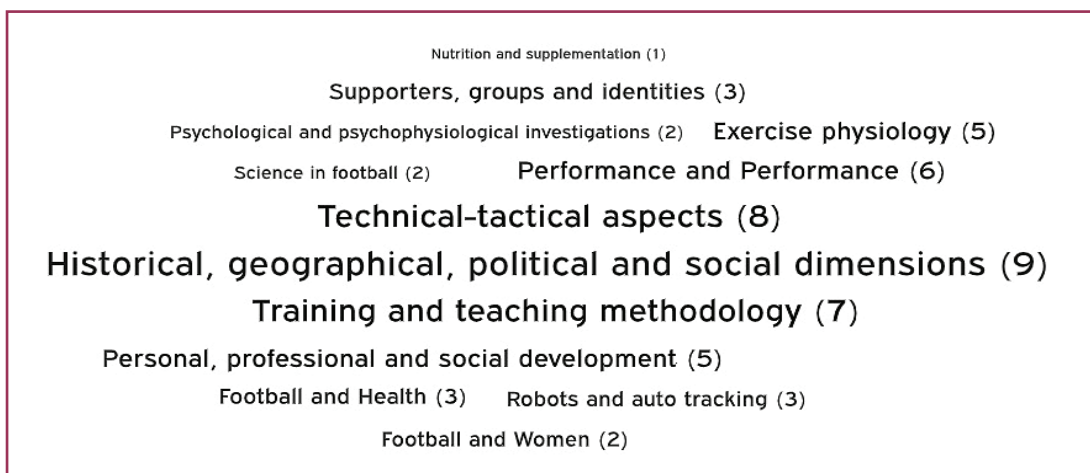 Nutrition and supplementation (1)
Supporters, groups and identities (3)
Psychological and psychophysiological investigations (2) Exercise physiology (5)
Science in football (2) Performance and Performance (6)
Technical-tactical aspects (8)
Historical, geographical, political and social dimensions (9)
Training and teaching methodology (7)
Personal, professional and social development (5)
Football and Health (3) Robots and auto tracking (3)
Football and Women (2)